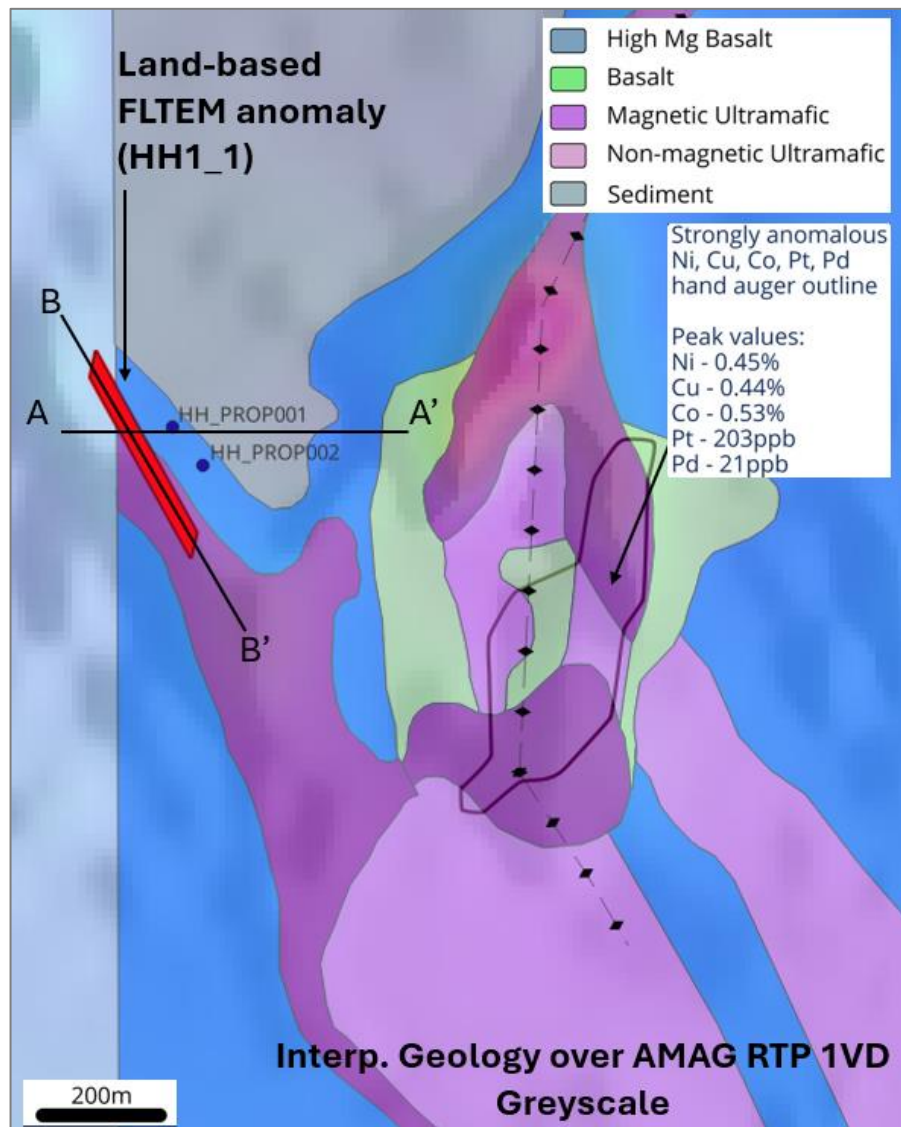 Land-based
FLTEM anomaly
(HH1_1)
High Mg Basalt
Basalt
Magnetic Ultramafic
Non-magnetic Ultramafic
Sediment
Strongly anomalous
Ni, Cu, Co, Pt, Pd
hand auger outline
Peak values:
Ni - 0.45%
Cu - 0.44%
Co - 0.53%
Pt - 203ppb
Pd - 21ppb
B
A
HH_PROP001
A’
HH_PROP002
B’
Interp. Geology over AMAG RTP 1VD
Greyscale
200m